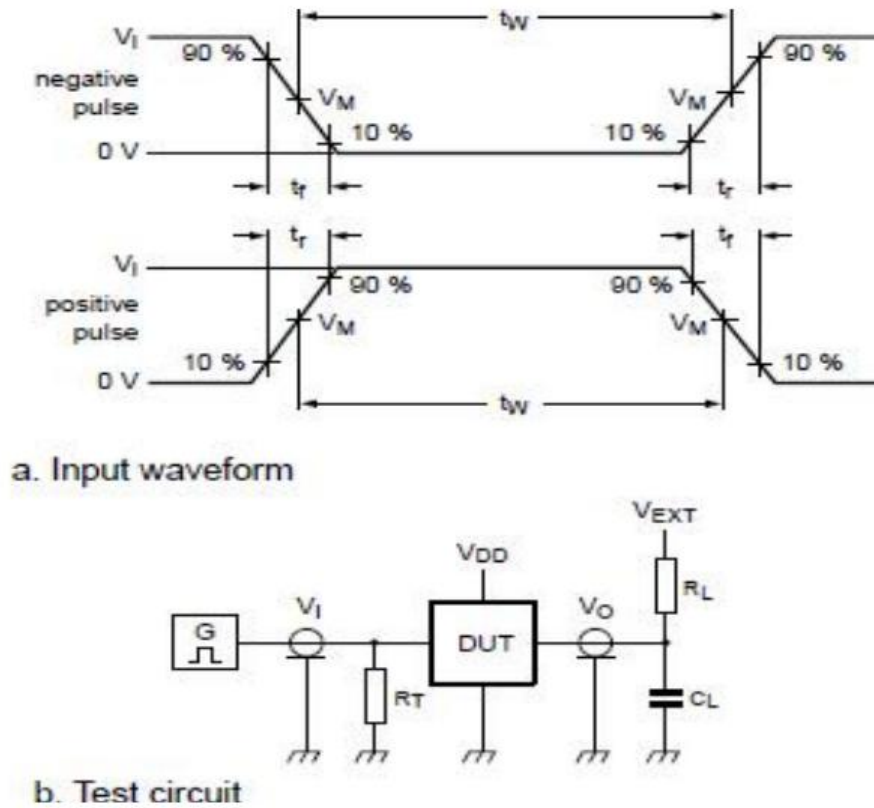 tW
VI
90 %
90 %
negative
pulse
VM
VM
10 %
10 %
0 V
tf
tr
tr
tf
VI
90 %
90 %
positive
pulse
VM
VM
10 %
10 %
0 V
tW
a. Input waveform
VEXT
VDD
RL
VI
VO
G
DUT
RT
CL
b. Test circuit